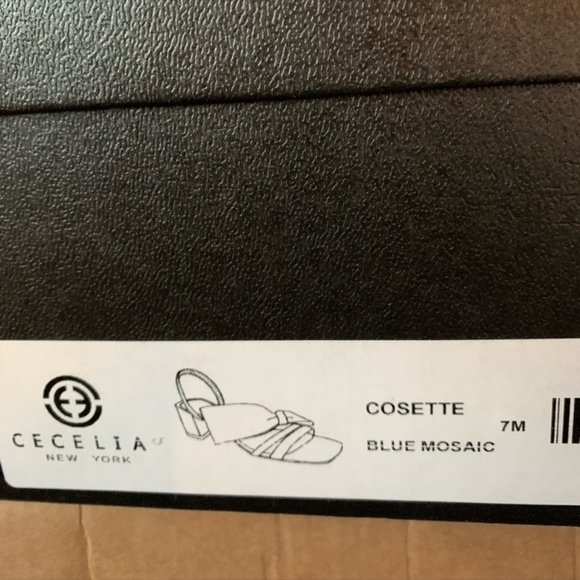 CECELIA
NEW YORK
COSETTE
7M
BLUE MOSAIC